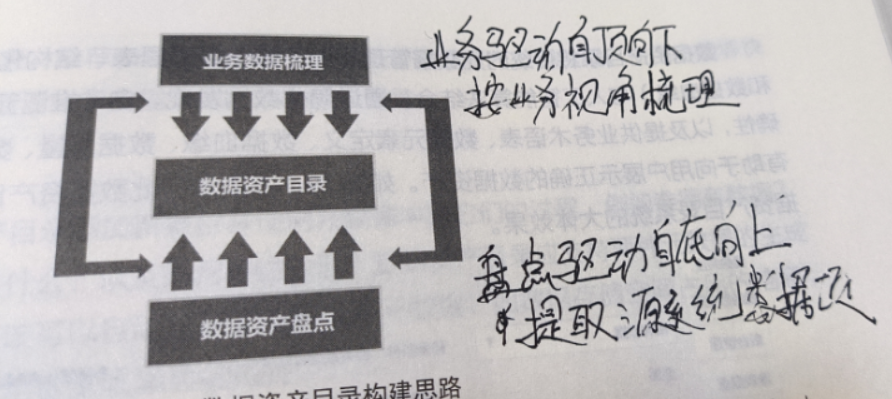 业务数据梳理
业务驱动自顶向下
按业务视角梳理
数据资产目录
盘点驱动自底向上
提取源系统数据
数据资产盘点
数据资产目录构建思路